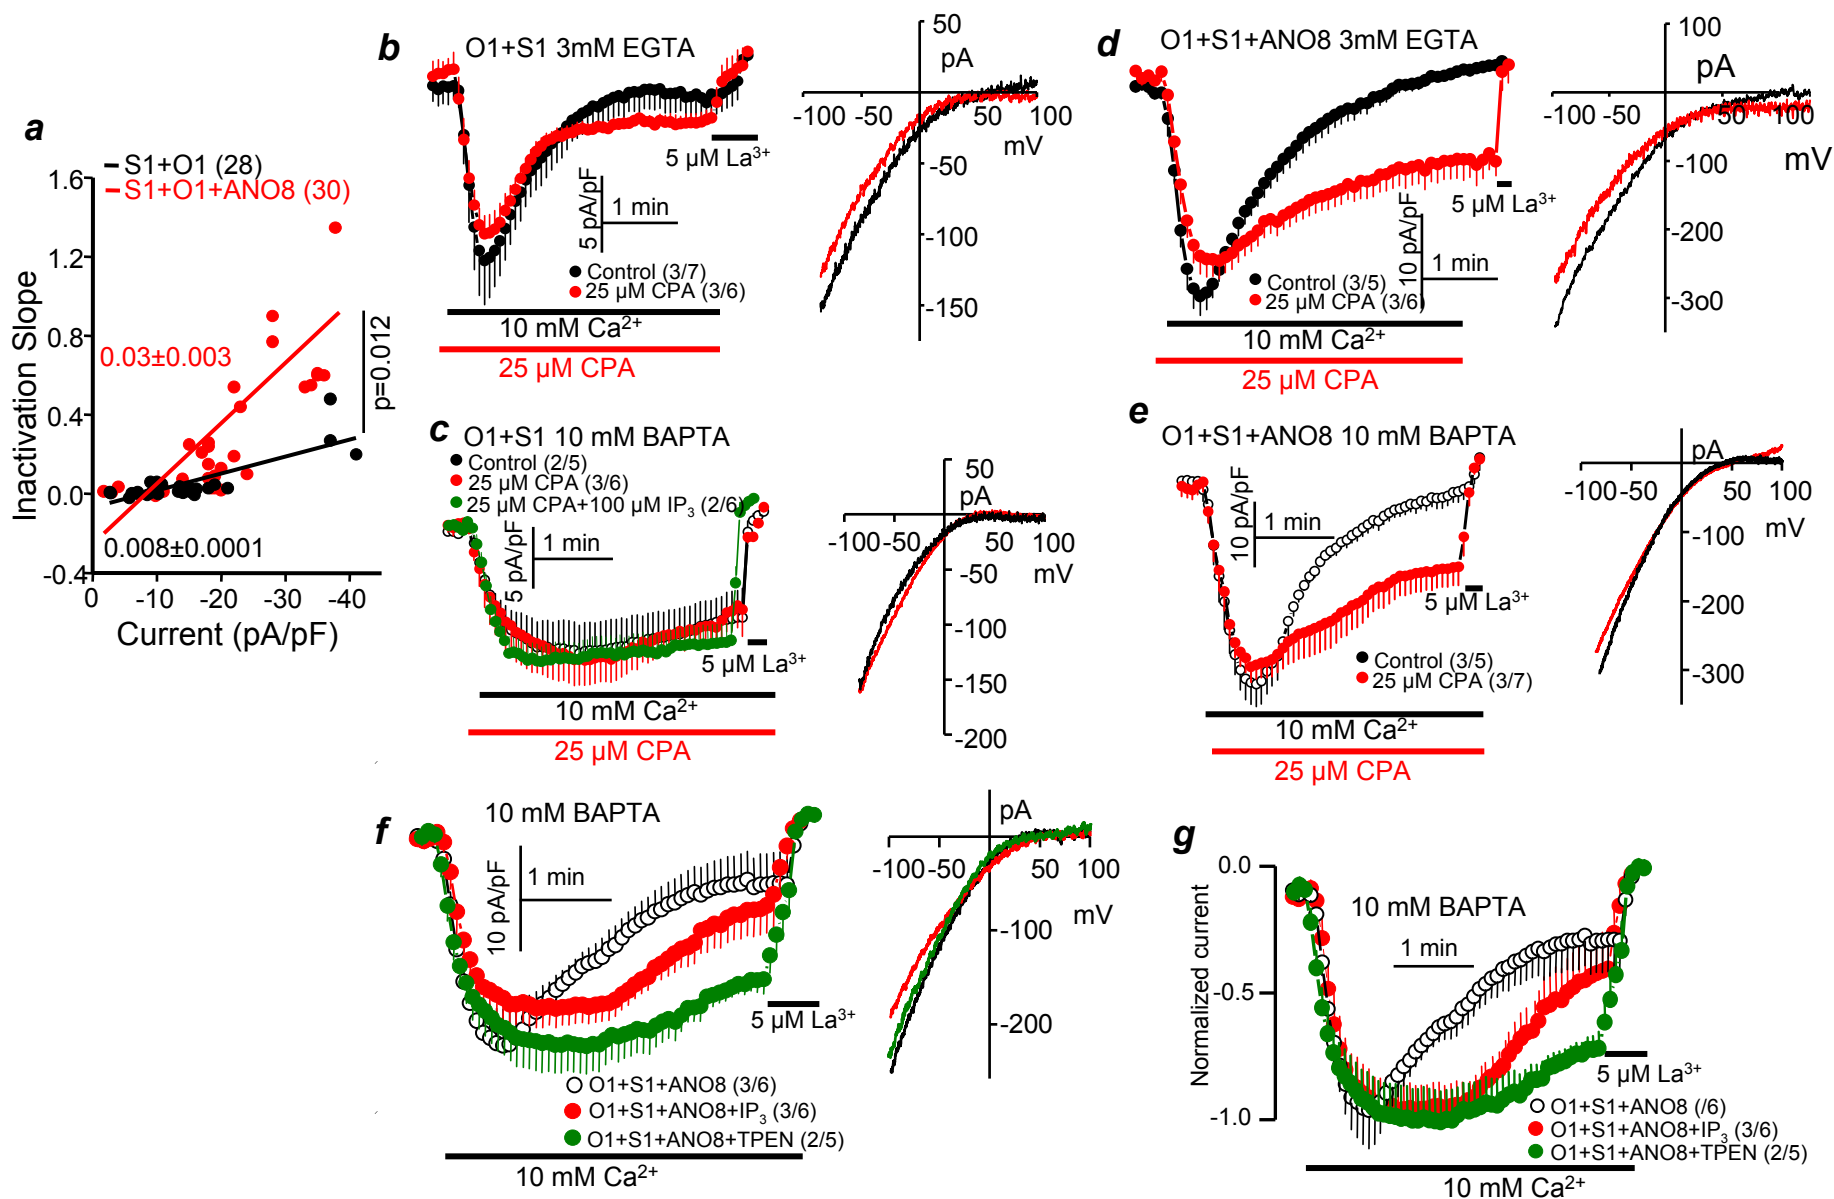 a
S1+O1 (28)
S1+O1+ANO8 (30)
1.6
1.2
0.8
0.4
0.0
-0.4
0 -10 -20 -30 -40
Inactivation Slope
Current (pA/pF)
0.03±0.003
0.008±0.0001
p=0.012
b
O1+S1 3mM EGTA
5 pA/pF
1 min
5 µM La³⁺
Control (3/7)
25 µM CPA (3/6)
10 mM Ca²⁺
25 µM CPA
50
pA
-100 -50 50 100
mV
-50
-100
-150
c
O1+S1 10 mM BAPTA
Control (2/5)
25 µM CPA (3/6)
25 µM CPA+100 µM IP₃ (2/6)
5 pA/pF
1 min
5 µM La³⁺
10 mM Ca²⁺
25 µM CPA
50
pA
-100 -50 50 100
mV
-50
-100
-150
-200
d
O1+S1+ANO8 3mM EGTA
10 pA/pF
1 min
5 µM La³⁺
Control (3/5)
25 µM CPA (3/6)
10 mM Ca²⁺
25 µM CPA
100
pA
-100 -50 50 100
mV
-100
-200
-300
e
O1+S1+ANO8 10 mM BAPTA
10 pA/pF
1 min
5 µM La³⁺
Control (3/5)
25 µM CPA (3/7)
10 mM Ca²⁺
25 µM CPA
pA
-100 -50 50 100
mV
-100
-200
-300
f
10 mM BAPTA
10 pA/pF
1 min
5 µM La³⁺
O1+S1+ANO8 (3/6)
O1+S1+ANO8+IP₃ (3/6)
O1+S1+ANO8+TPEN (2/5)
10 mM Ca²⁺
pA
-100 -50 50 100
mV
-100
-200
g
0.0
-0.5
-1.0
Normalized current
10 mM BAPTA
1 min
5 µM La³⁺
O1+S1+ANO8 (/6)
O1+S1+ANO8+IP₃ (3/6)
O1+S1+ANO8+TPEN (2/5)
10 mM Ca²⁺